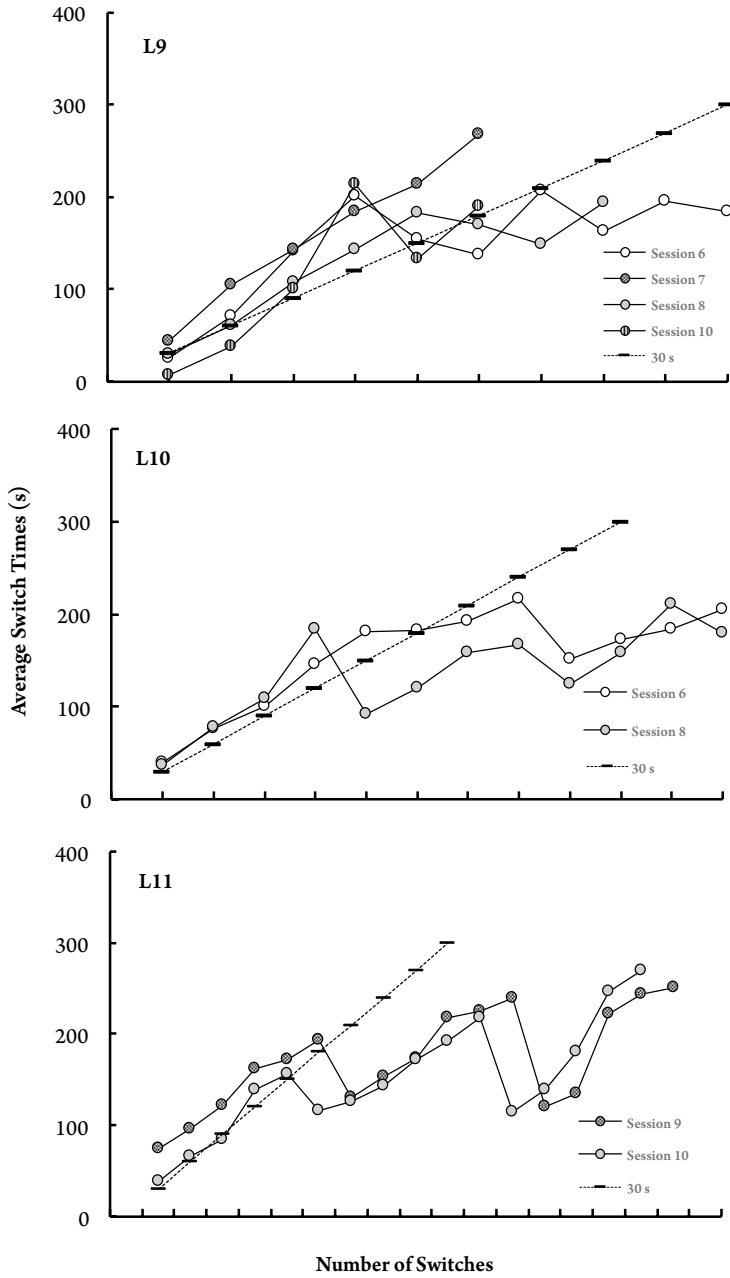 L9
400
300
200
100
0
Session 6
Session 7
Session 8
Session 10
30 s
L10
400
300
200
100
0
Session 6
Session 8
30 s
Average Switch Times (s)
L11
400
300
200
100
0
Session 9
Session 10
30 s
Number of Switches